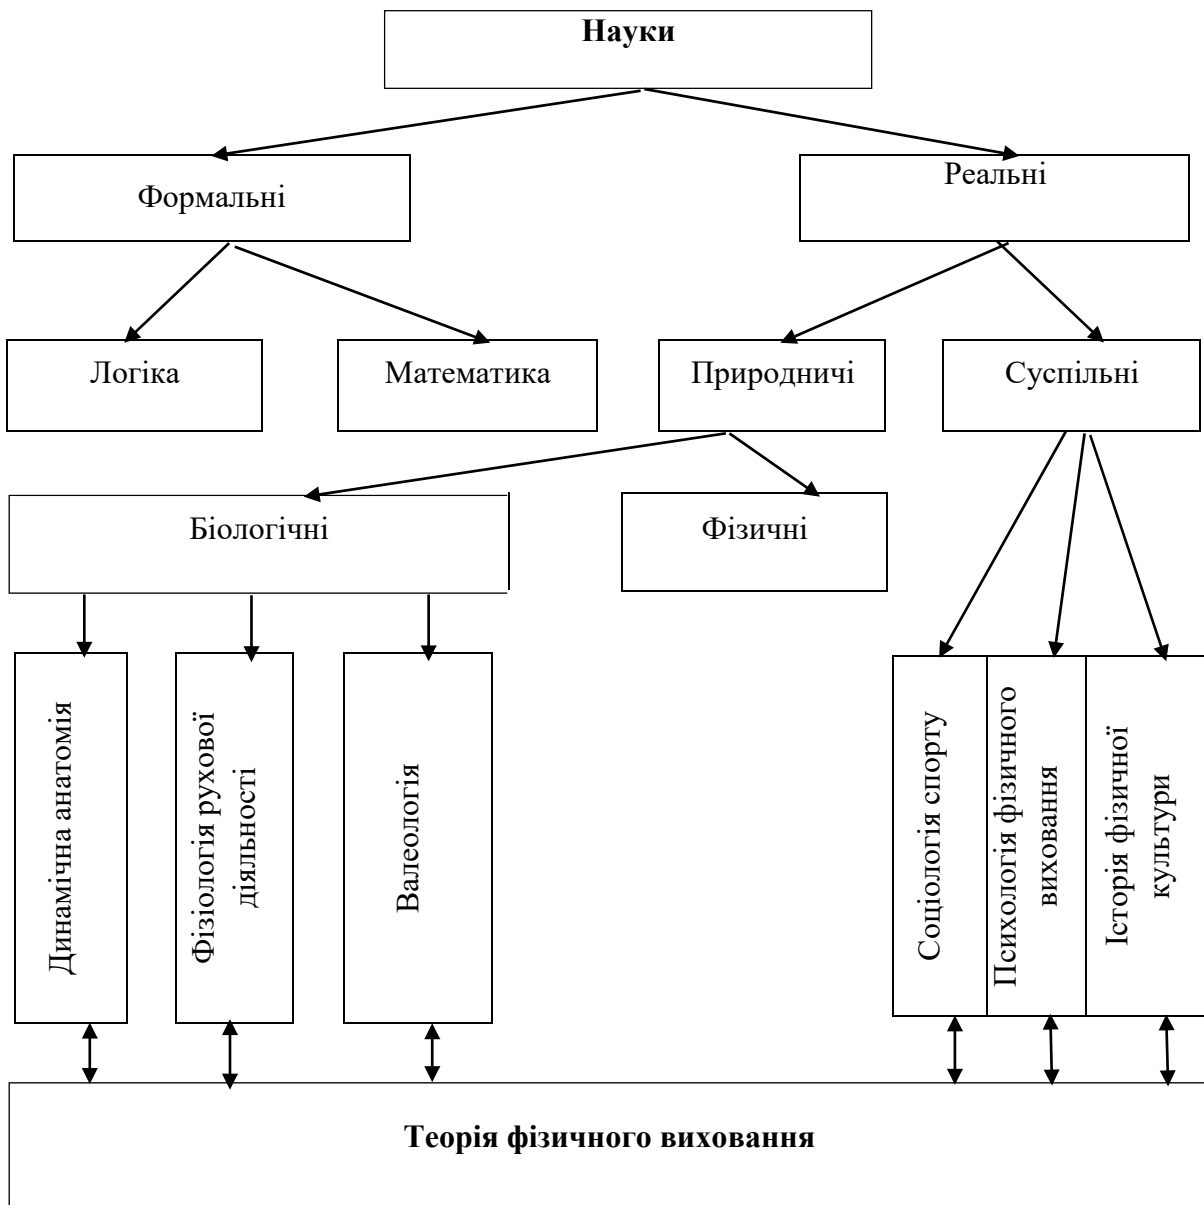 Науки
Формальні
Реальні
Логіка
Математика
Природничі
Суспільні
Біологічні
Фізичні
Динамічна анатомія
Фізіологія рухової
діяльності
Валеологія
Соціологія спорту
Психологія фізичного
виховання
Історія фізичної
культури
Теорія фізичного виховання